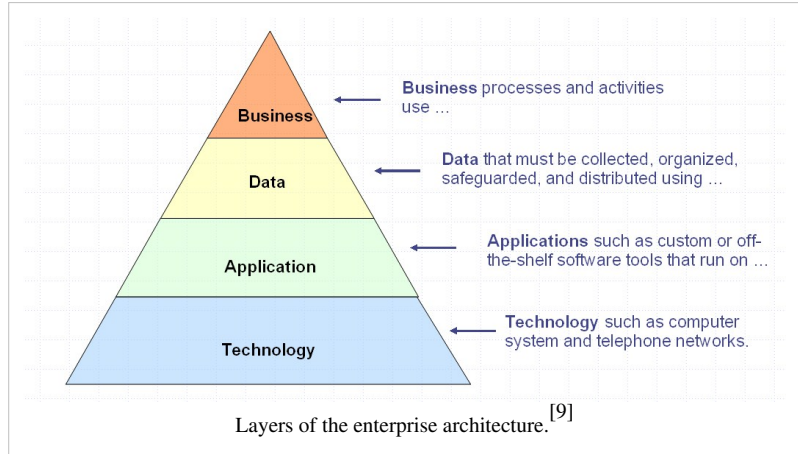 Business
Business processes and activities
use ...
Data
Data that must be collected, organized,
safeguarded, and distributed using ...
Application
Applications such as custom or off-
the-shelf software tools that run on ...
Technology
Technology such as computer
system and telephone networks.
Layers of the enterprise architecture.[9]